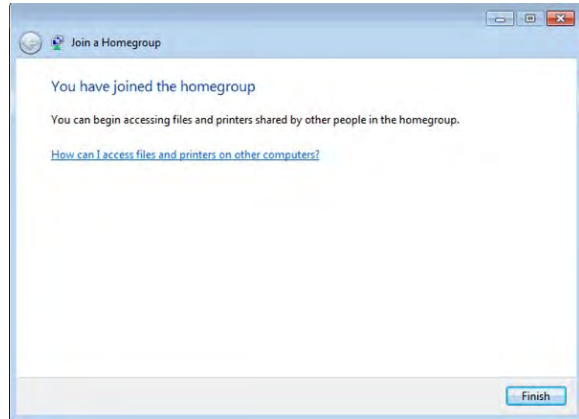 Join a Homegroup
You have joined the homegroup
You can begin accessing files and printers shared by other people in the homegroup.
How can I access files and printers on other computers?
Finish